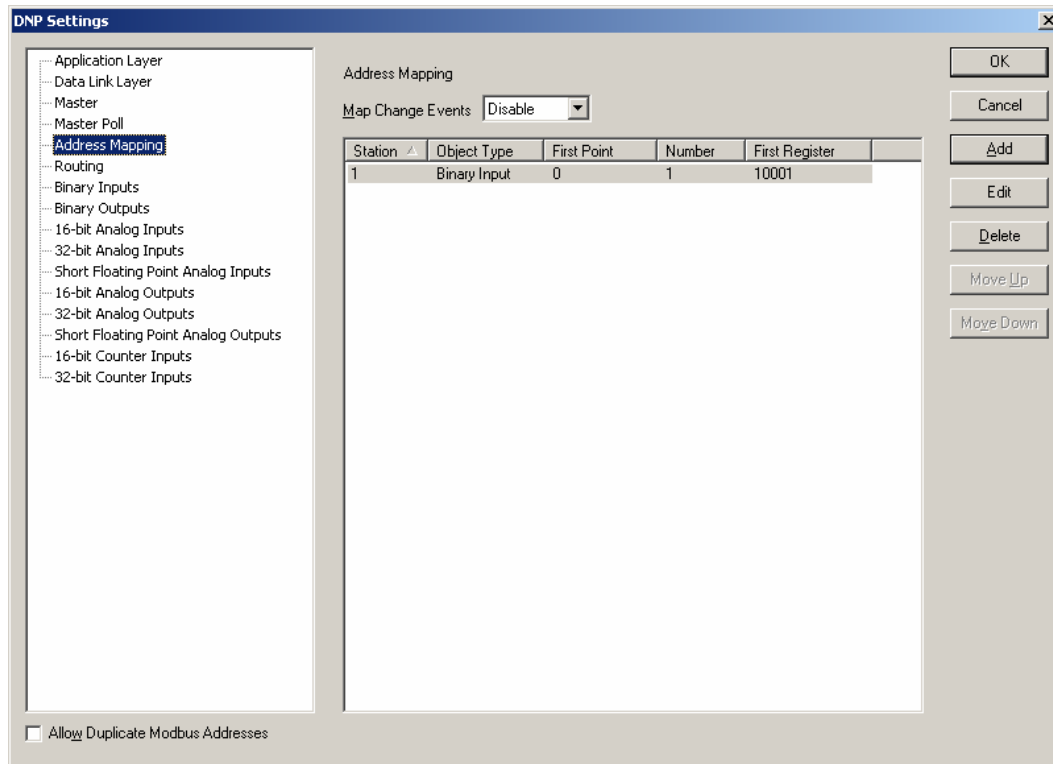 DNP Settings
Application Layer
Data Link Layer
Master
Master Poll
Address Mapping
Routing
Binary Inputs
Binary Outputs
16-bit Analog Inputs
32-bit Analog Inputs
Short Floating Point Analog Inputs
16-bit Analog Outputs
32-bit Analog Outputs
Short Floating Point Analog Outputs
16-bit Counter Inputs
32-bit Counter Inputs
Allow Duplicate Modbus Addresses
Address Mapping
Map Change Events Disable
Station Object Type First Point Number First Register
1 Binary Input 0 1 10001
OK
Cancel
Add
Edit
Delete
Move Up
Move Down